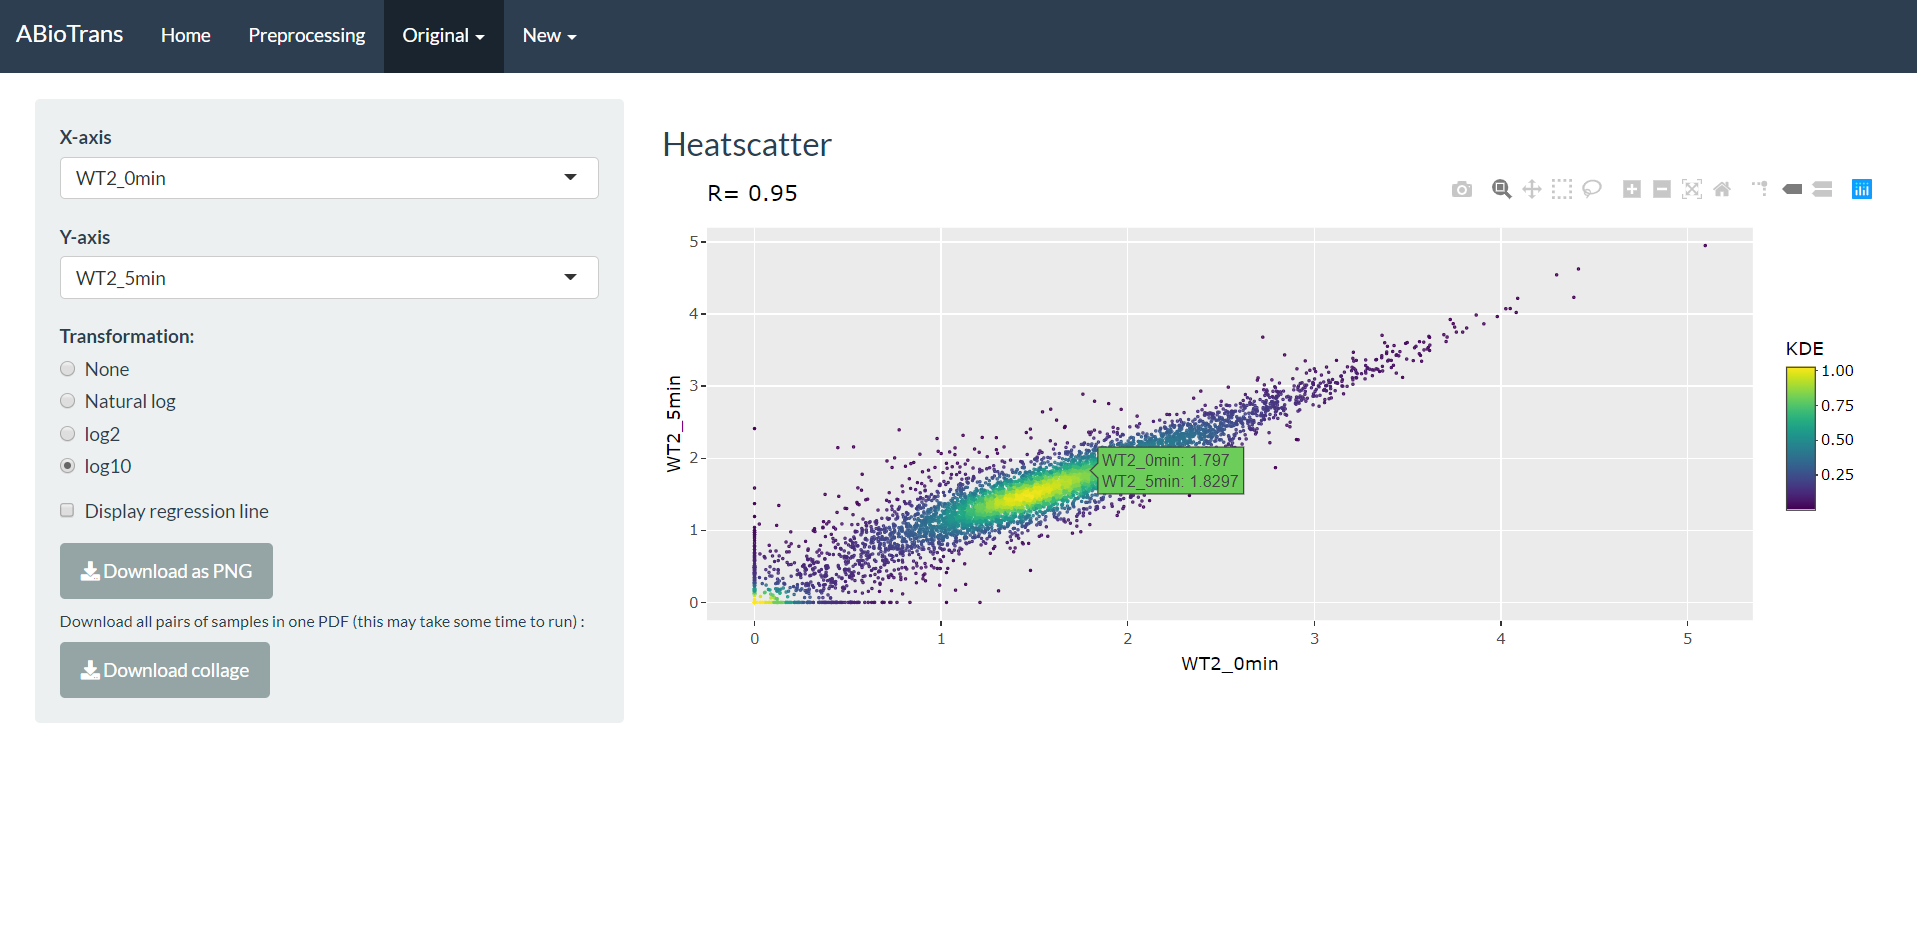 ABioTrans Home Preprocessing Original New
X-axis
WT2_0min
Y-axis
WT2_5min
Transformation:
None
Natural log
log2
log10
Display regression line
Download as PNG
Download all pairs of samples in one PDF (this may take some time to run) :
Download collage
Heatscatter
R= 0.95
5
4
3
2
1
0
WT2_5min
WT2_0min: 1.797
WT2_5min: 1.8297
0 1 2 3 4 5
WT2_0min
KDE
1.00
0.75
0.50
0.25